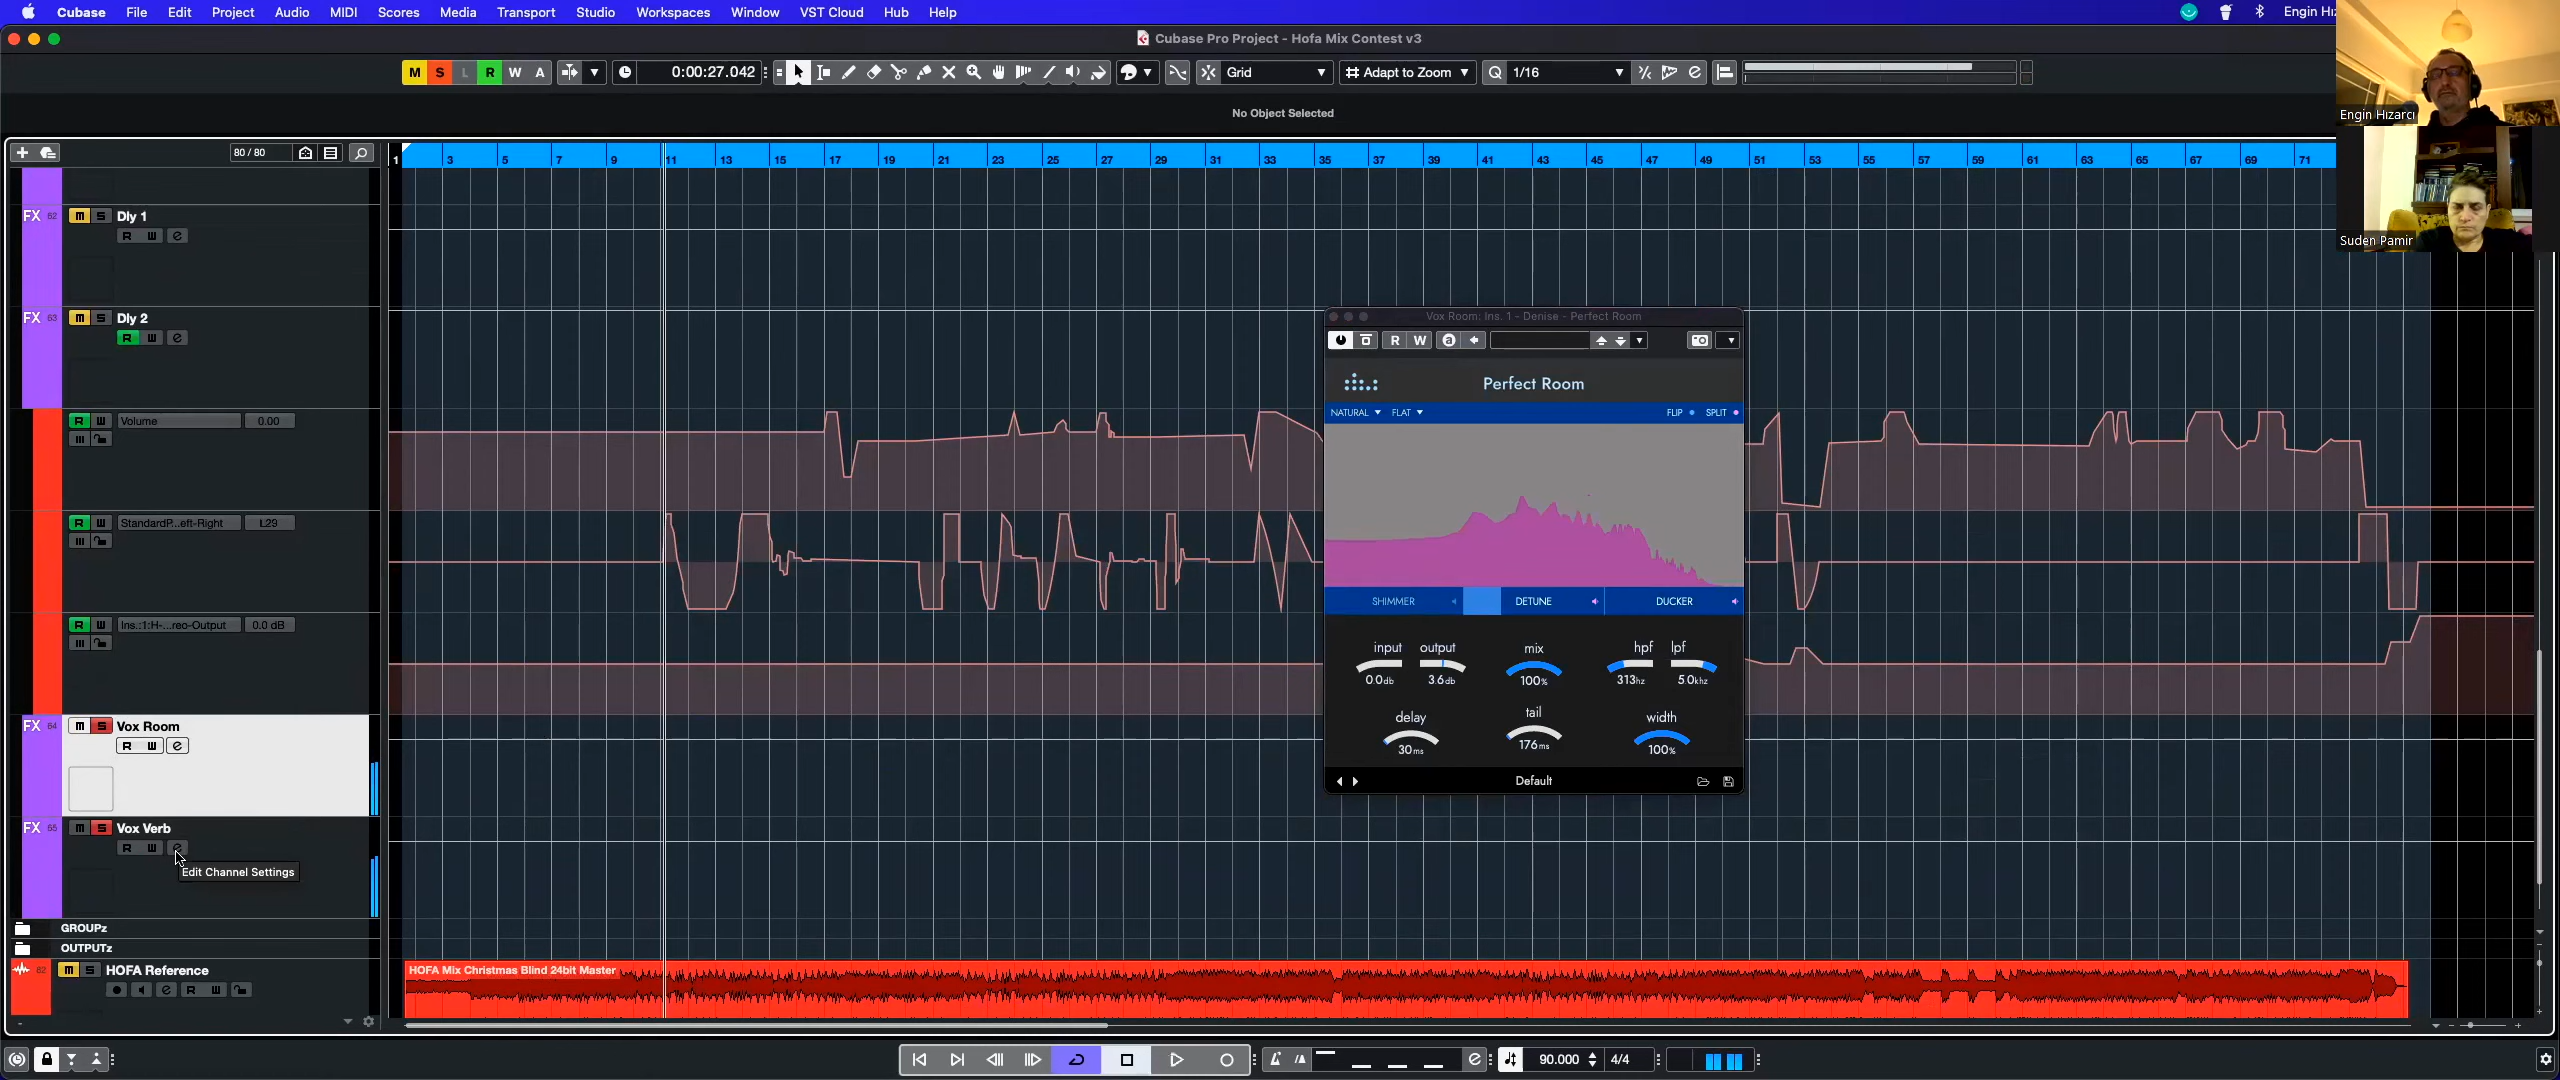 Cubase File Edit Project Audio MIDI Scores Media Transport Studio Workspaces Window VST Cloud Hub Help
Cubase Pro Project - Hofa Mix Contest v3
M S L R W A 0:00:27.042 Grid Adapt to Zoom Q 1/16
No Object Selected
Engin Hızarcı
Suden Pamir
80 / 80
1 3 5 7 9 11 13 15 17 19 21 23 25 27 29 31 33 35 37 39 41 43 45 47 49 51 53 55 57 59 61 63 65 67 69 71
FX 62 m S Dly 1
R W e
FX 63 m S Dly 2
R W e
R W Volume 0.00
R W StandardP...eft-Right L29
R W Ins.:1:H-...reo-Output 0.0 dB
FX 64 m S Vox Room
R W e
FX 65 m S Vox Verb
R W e
Edit Channel Settings
GROUPz
OUTPUTz
82 m S HOFA Reference
R W
HOFA Mix Christmas Blind 24bit Master
Vox Room: Ins. 1 - Denise - Perfect Room
R W a
Perfect Room
NATURAL FLAT FLIP SPLIT
SHIMMER DETUNE DUCKER
input output mix hpf lpf
0.0db 3.6db 100% 313hz 5.0khz
delay tail width
30ms 176ms 100%
Default
90.000 4/4